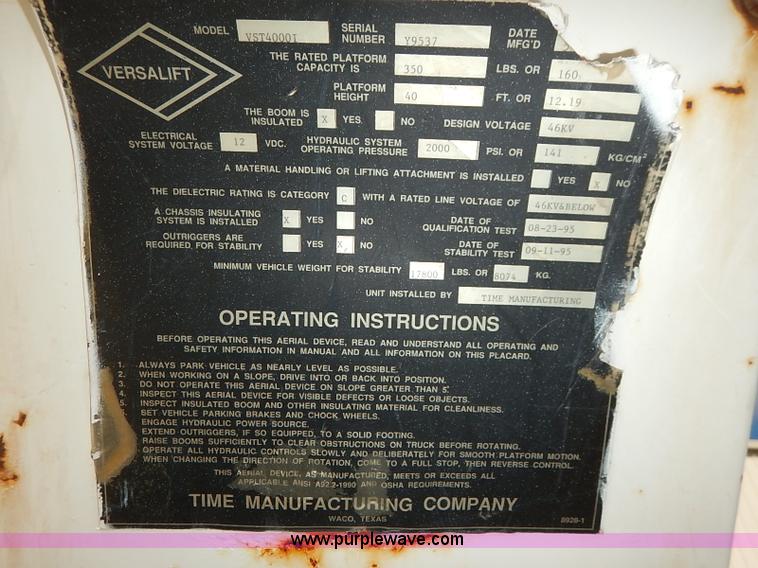 MODEL VST4000I SERIAL NUMBER Y9537 DATE MFG'D
VERSALIFT
THE RATED PLATFORM CAPACITY IS 350 LBS. OR 160
PLATFORM HEIGHT 40 FT. OR 12.19
THE BOOM IS INSULATED X YES NO DESIGN VOLTAGE 46KV
ELECTRICAL SYSTEM VOLTAGE 12 VDC. HYDRAULIC SYSTEM OPERATING PRESSURE 2000 PSI. OR 141 KG/CM²
A MATERIAL HANDLING OR LIFTING ATTACHMENT IS INSTALLED YES X NO
THE DIELECTRIC RATING IS CATEGORY C WITH A RATED LINE VOLTAGE OF 46KV&BELOW
A CHASSIS INSULATING SYSTEM IS INSTALLED X YES NO DATE OF QUALIFICATION TEST 08-23-95
OUTRIGGERS ARE REQUIRED FOR STABILITY YES X NO DATE OF STABILITY TEST 09-11-95
MINIMUM VEHICLE WEIGHT FOR STABILITY 17800 LBS. OR 8074 KG.
UNIT INSTALLED BY TIME MANUFACTURING
OPERATING INSTRUCTIONS
BEFORE OPERATING THIS AERIAL DEVICE, READ AND UNDERSTAND ALL OPERATING AND
SAFETY INFORMATION IN MANUAL AND ALL INFORMATION ON THIS PLACARD.
1. ALWAYS PARK VEHICLE AS NEARLY LEVEL AS POSSIBLE.
2. WHEN WORKING ON A SLOPE, DRIVE INTO OR BACK INTO POSITION.
3. DO NOT OPERATE THIS AERIAL DEVICE ON SLOPE GREATER THAN 5.
4. INSPECT THIS AERIAL DEVICE FOR VISIBLE DEFECTS OR LOOSE OBJECTS.
5. INSPECT INSULATED BOOM AND OTHER INSULATING MATERIAL FOR CLEANLINESS.
SET VEHICLE PARKING BRAKES AND CHOCK WHEELS.
ENGAGE HYDRAULIC POWER SOURCE.
EXTEND OUTRIGGERS, IF SO EQUIPPED, TO A SOLID FOOTING.
RAISE BOOMS SUFFICIENTLY TO CLEAR OBSTRUCTIONS ON TRUCK BEFORE ROTATING.
OPERATE ALL HYDRAULIC CONTROLS SLOWLY AND DELIBERATELY FOR SMOOTH PLATFORM MOTION.
WHEN CHANGING THE DIRECTION OF ROTATION, COME TO A FULL STOP, THEN REVERSE CONTROL.
THIS AERIAL DEVICE, AS MANUFACTURED, MEETS OR EXCEEDS ALL
APPLICABLE ANSI A92.2-1990 AND OSHA REQUIREMENTS.
TIME MANUFACTURING COMPANY
WACO, TEXAS
8928-1
www.purplewave.com